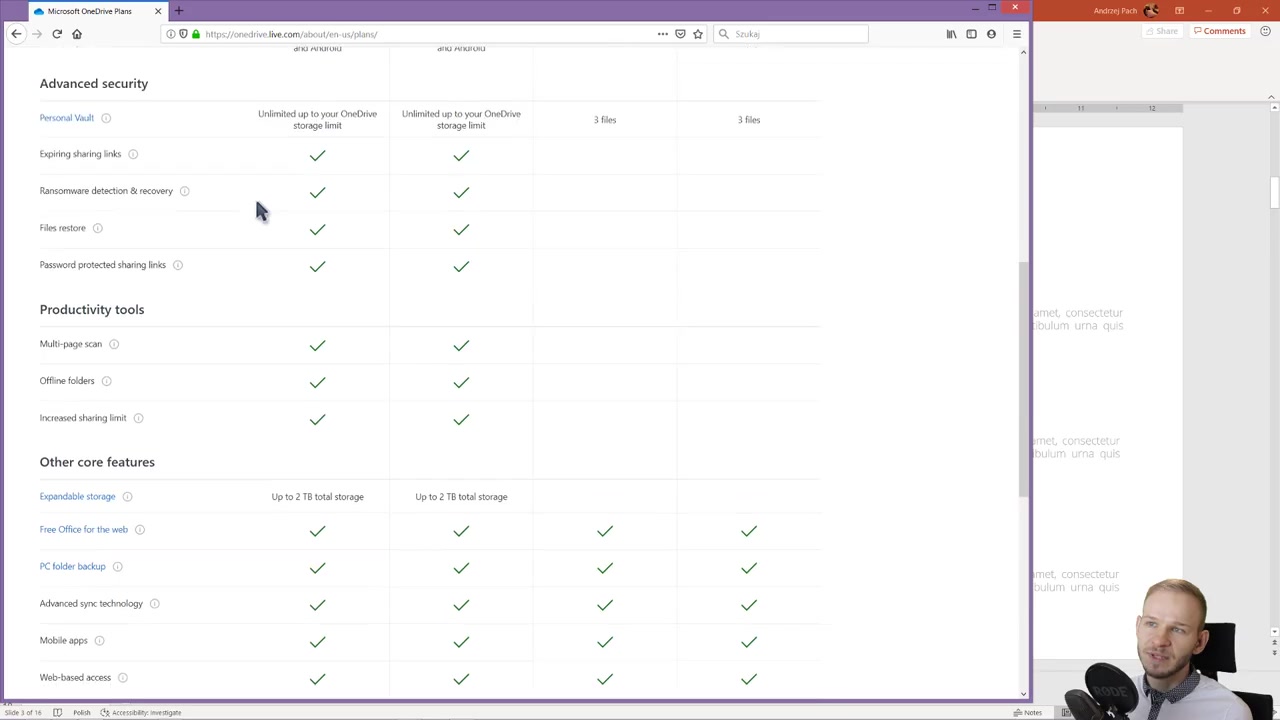 Microsoft OneDrive Plans
Andrzej Pach
https://onedrive.live.com/about/en-us/plans/
Szukaj
Share
Comments
and Android
and Android
11
12
Advanced security
Personal Vault
Unlimited up to your OneDrive
storage limit
Unlimited up to your OneDrive
storage limit
3 files
3 files
Expiring sharing links
Ransomware detection & recovery
Files restore
Password protected sharing links
Productivity tools
amet, consectetur
ibulum urna quis
Multi-page scan
Offline folders
Increased sharing limit
amet, consectetur
ibulum urna quis
Other core features
Expandable storage
Up to 2 TB total storage
Up to 2 TB total storage
Free Office for the web
PC folder backup
amet, consectetur
ibulum urna quis
Advanced sync technology
Mobile apps
Web-based access
RODE
Slide 3 of 16
Polish
Accessibility: Investigate
Notes